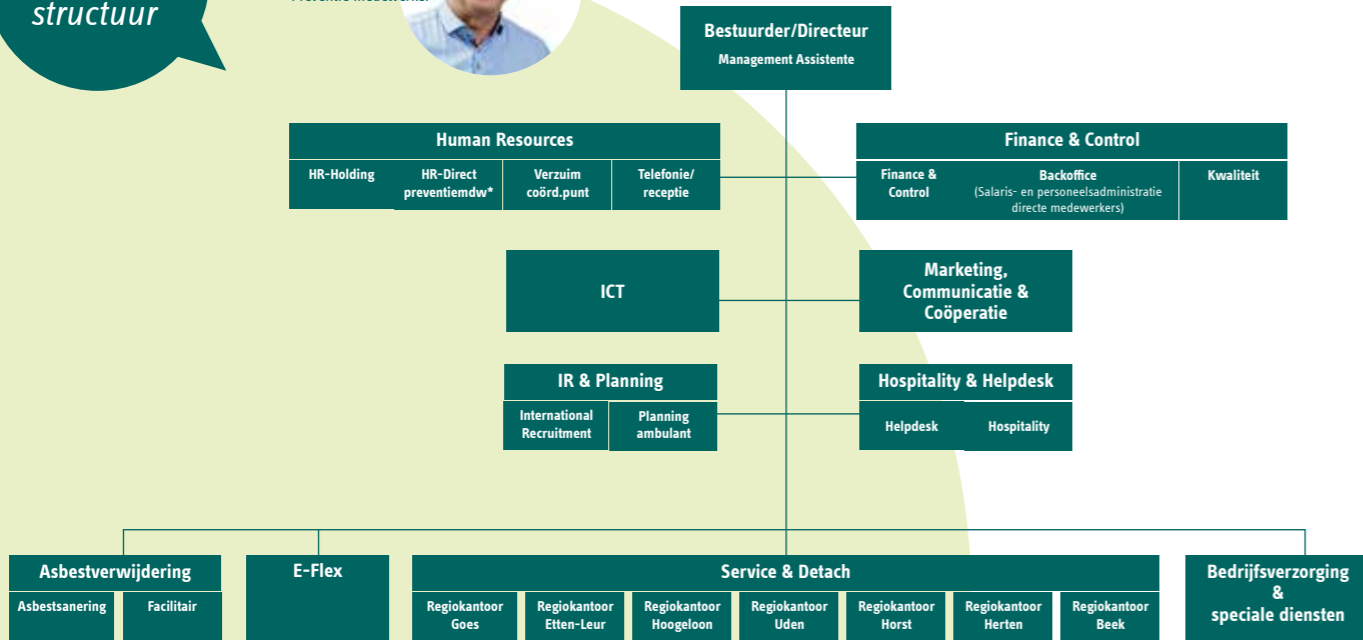 structuur
Bestuurder/Directeur
Management Assistente
Human Resources
HR-Holding
HR-Direct
preventiemdw*
Verzuim
coörd.punt
Telefonie/
receptie
Finance & Control
Finance &
Control
Backoffice
(Salaris- en personeelsadministratie
directe medewerkers)
Kwaliteit
ICT
Marketing,
Communicatie &
Coöperatie
IR & Planning
International
Recruitment
Planning
ambulant
Hospitality & Helpdesk
Helpdesk
Hospitality
Asbestverwijdering
Asbestsanering
Facilitair
E-Flex
Service & Detach
Regiokantoor
Goes
Regiokantoor
Etten-Leur
Regiokantoor
Hoogeloon
Regiokantoor
Uden
Regiokantoor
Horst
Regiokantoor
Herten
Regiokantoor
Beek
Bedrijfsverzorging
&
speciale diensten